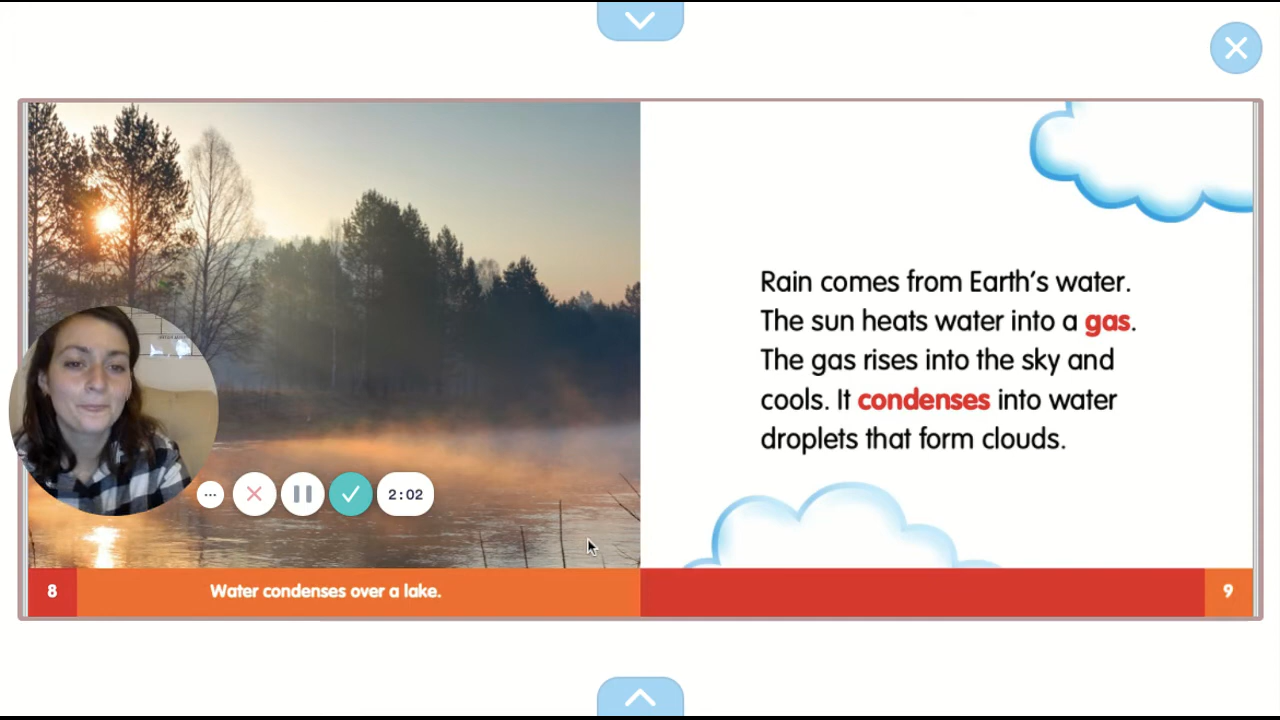 Rain comes from Earth's water.
The sun heats water into a gas.
The gas rises into the sky and
cools. It condenses into water
droplets that form clouds.
2:02
8
Water condenses over a lake.
9